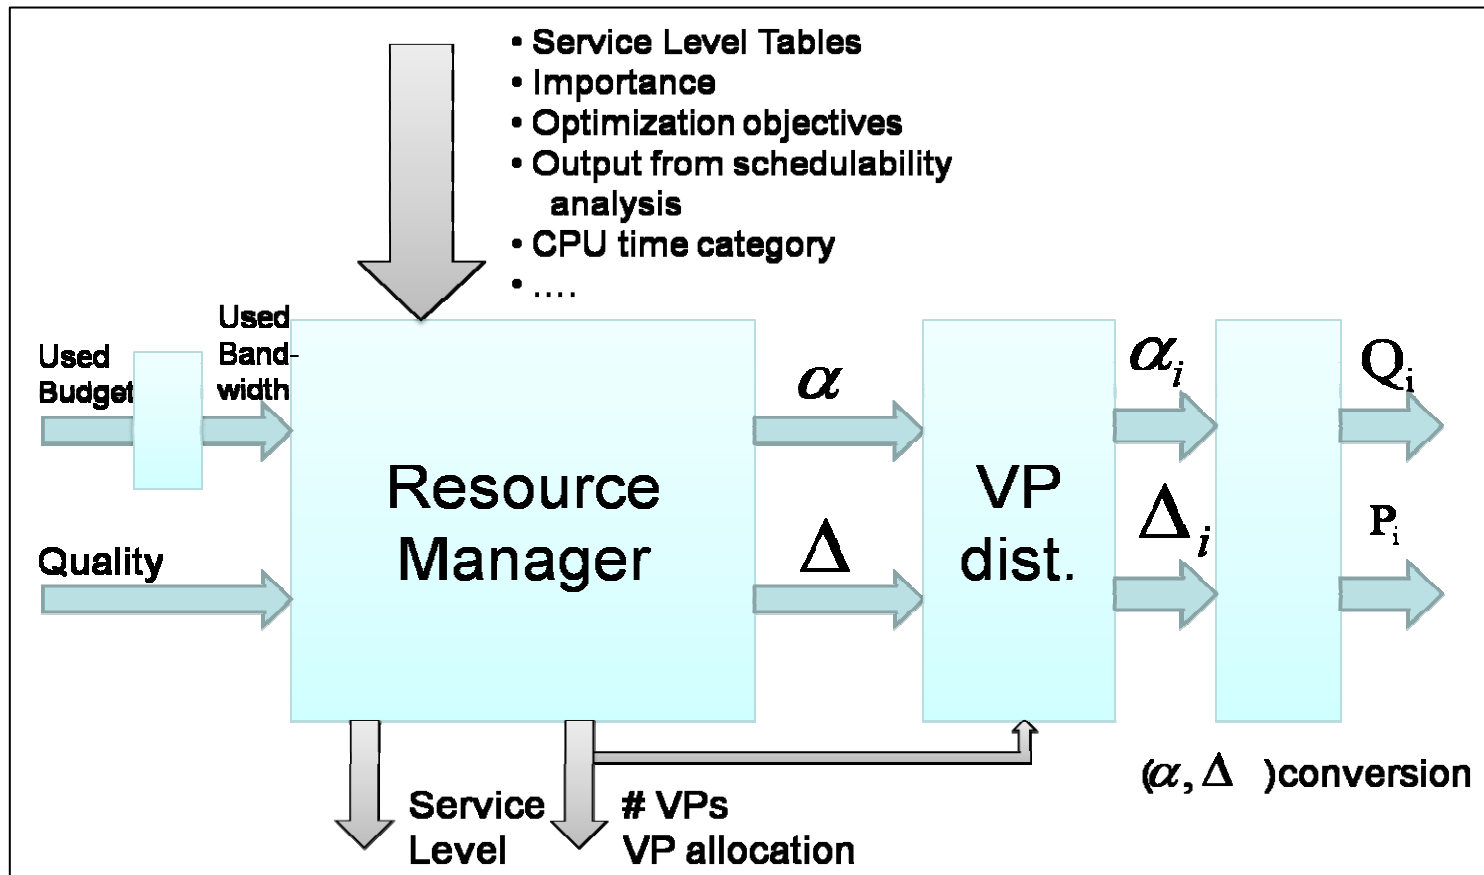 • Service Level Tables
• Importance
• Optimization objectives
• Output from schedulability
analysis
• CPU time category
• ....
Used
Budget
Used
Band-
width
Quality
Resource
Manager
α
Δ
VP
dist.
αi
Δi
Qi
Pi
(α, Δ )conversion
Service
Level
# VPs
VP allocation